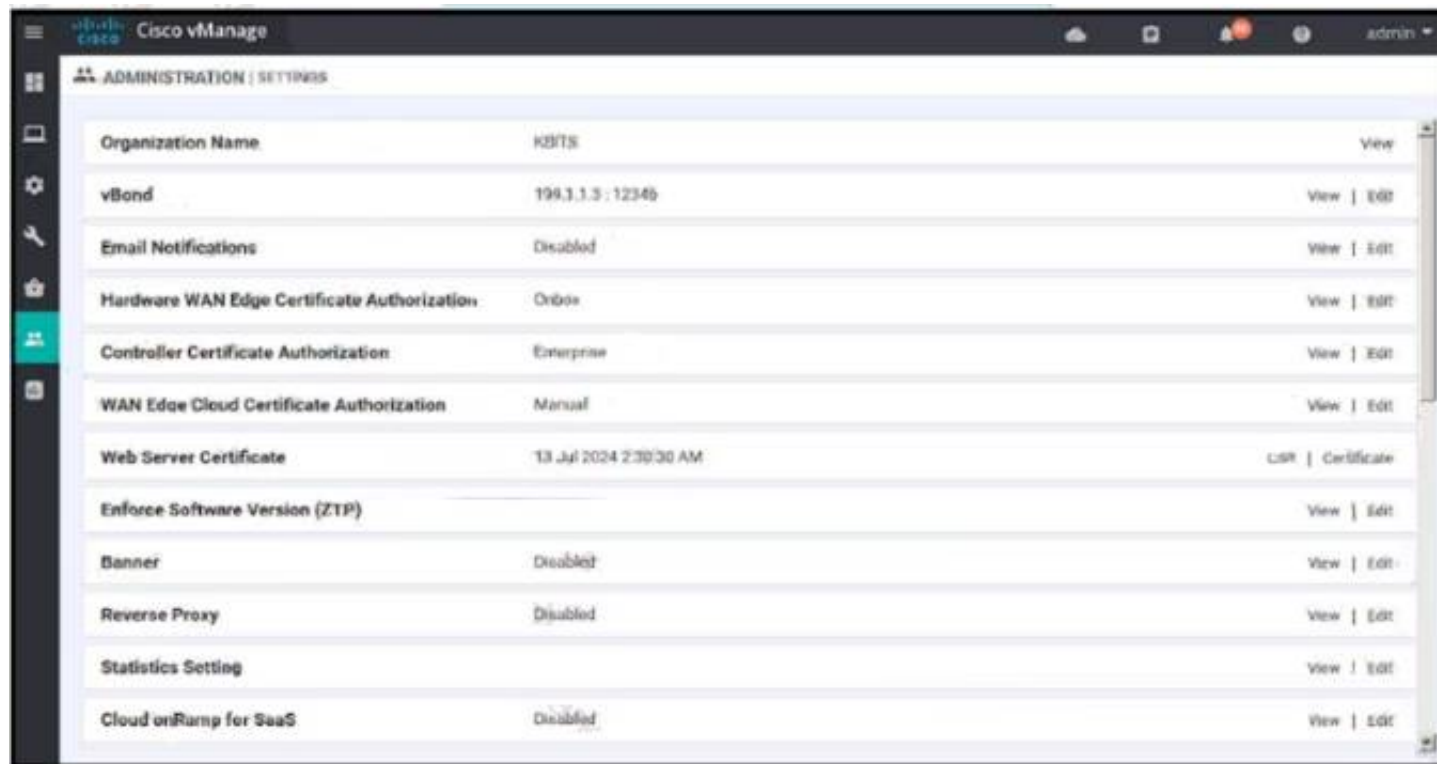 CISCO Cisco vManage admin
ADMINISTRATION | SETTINGS
Organization Name KBITS View
vBond 199.1.1.3 : 12346 View | Edit
Email Notifications Disabled View | Edit
Hardware WAN Edge Certificate Authorization Onbox View | Edit
Controller Certificate Authorization Enterprise View | Edit
WAN Edge Cloud Certificate Authorization Manual View | Edit
Web Server Certificate 13 Jul 2024 2:30:30 AM CSR | Certificate
Enforce Software Version (ZTP) View | Edit
Banner Disabled View | Edit
Reverse Proxy Disabled View | Edit
Statistics Setting View | Edit
Cloud onRamp for SaaS Disabled View | Edit